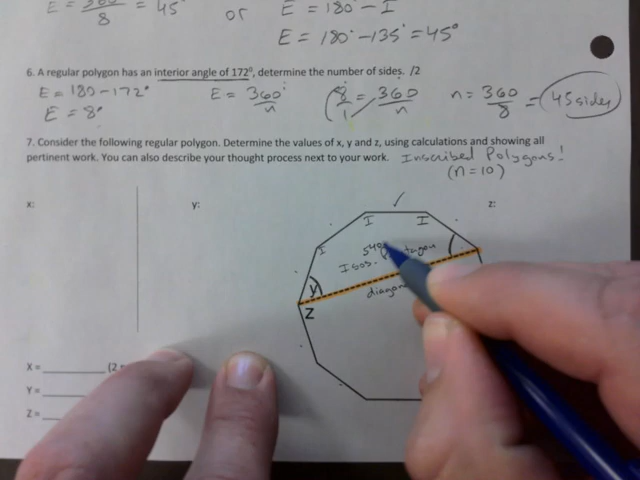 E = 360° / 8 = 45°
or
E = 180° - I
E = 180° - 135° = 45°
6. A regular polygon has an interior angle of 172°, determine the number of sides. /2
E = 180 - 172°
E = 8°
E = 360° / n
8 / 1 = 360 / n
n = 360 / 8 = 45 sides
7. Consider the following regular polygon. Determine the values of x, y and z, using calculations and showing all
pertinent work. You can also describe your thought process next to your work. Inscribed Polygons!
(n = 10)
x:
y:
z:
I I
I
540
Isos.
y
Z
X =
(2
Y =
Z =